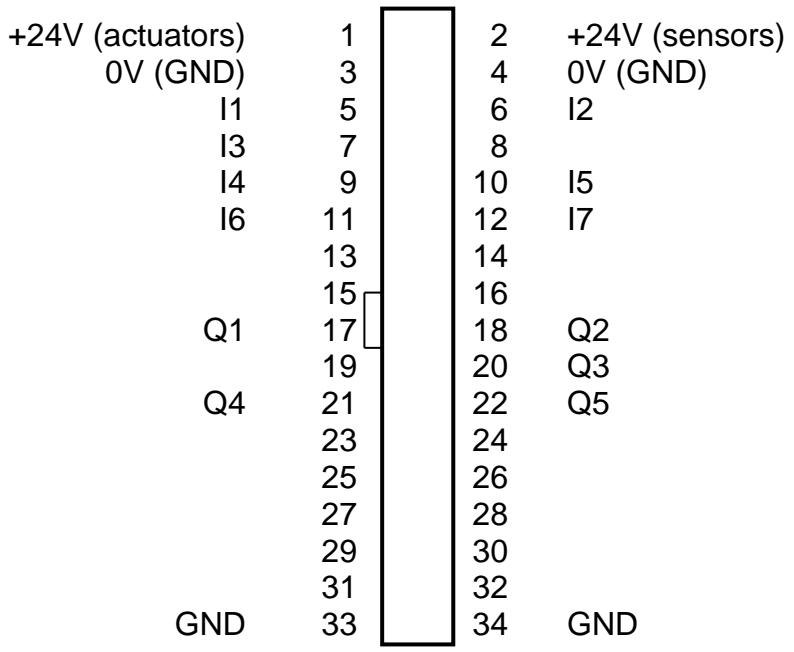 +24V (actuators) 1 2 +24V (sensors)
0V (GND) 3 4 0V (GND)
I1 5 6 I2
I3 7 8
I4 9 10 I5
I6 11 12 I7
13 14
15 16
Q1 17 18 Q2
19 20 Q3
Q4 21 22 Q5
23 24
25 26
27 28
29 30
31 32
GND 33 34 GND